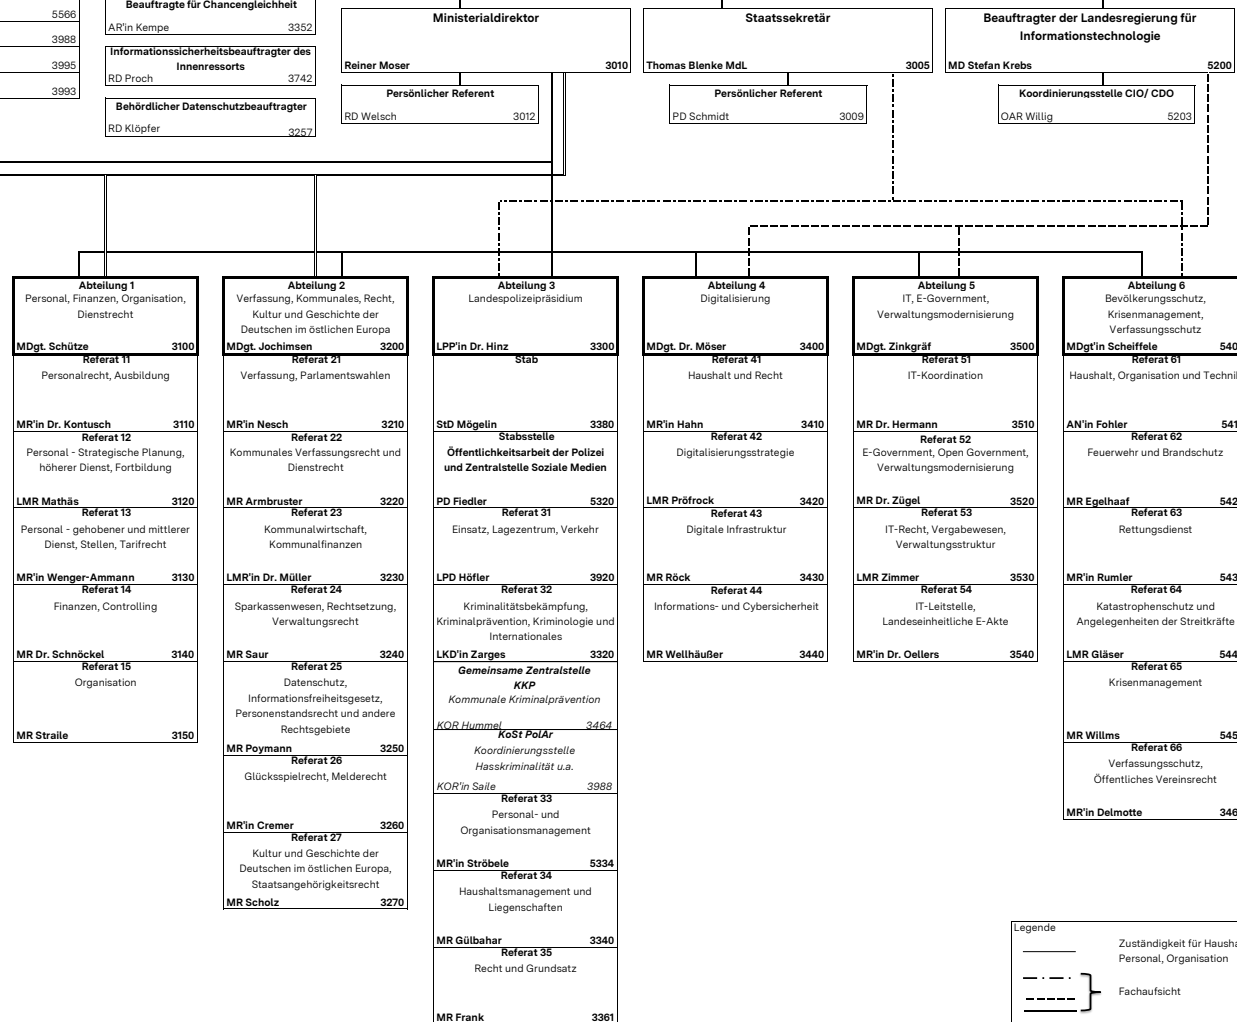 5566
3988
3995
3993
Beauftragte für Chancengleichheit
AR'in Kempe 3352
Informationssicherheitsbeauftragter des
Innenressorts
RD Proch 3742
Behördlicher Datenschutzbeauftragter
RD Klöpfer 3257
Ministerialdirektor
Reiner Moser 3010
Persönlicher Referent
RD Welsch 3012
Staatssekretär
Thomas Blenke MdL 3005
Persönlicher Referent
PD Schmidt 3009
Beauftragter der Landesregierung für
Informationstechnologie
MD Stefan Krebs 5200
Koordinierungsstelle CIO/ CDO
OAR Willig 5203
Abteilung 1
Personal, Finanzen, Organisation,
Dienstrecht
MDgt. Schütze 3100
Referat 11
Personalrecht, Ausbildung
MR'in Dr. Kontusch 3110
Referat 12
Personal - Strategische Planung,
höherer Dienst, Fortbildung
LMR Mathäs 3120
Referat 13
Personal - gehobener und mittlerer
Dienst, Stellen, Tarifrecht
MR'in Wenger-Ammann 3130
Referat 14
Finanzen, Controlling
MR Dr. Schnöckel 3140
Referat 15
Organisation
MR Straile 3150
Abteilung 2
Verfassung, Kommunales, Recht,
Kultur und Geschichte der
Deutschen im östlichen Europa
MDgt. Jochimsen 3200
Referat 21
Verfassung, Parlamentswahlen
MR'in Nesch 3210
Referat 22
Kommunales Verfassungsrecht und
Dienstrecht
MR Armbruster 3220
Referat 23
Kommunalwirtschaft,
Kommunalfinanzen
LMR'in Dr. Müller 3230
Referat 24
Sparkassenwesen, Rechtsetzung,
Verwaltungsrecht
MR Saur 3240
Referat 25
Datenschutz,
Informationsfreiheitsgesetz,
Personenstandsrecht und andere
Rechtsgebiete
MR Poymann 3250
Referat 26
Glücksspielrecht, Melderecht
MR'in Cremer 3260
Referat 27
Kultur und Geschichte der
Deutschen im östlichen Europa,
Staatsangehörigkeitsrecht
MR Scholz 3270
Abteilung 3
Landespolizeipräsidium
LPP'in Dr. Hinz 3300
Stab
StD Mögelin 3380
Stabsstelle
Öffentlichkeitsarbeit der Polizei
und Zentralstelle Soziale Medien
PD Fiedler 5320
Referat 31
Einsatz, Lagezentrum, Verkehr
LPD Höfler 3920
Referat 32
Kriminalitätsbekämpfung,
Kriminalprävention, Kriminologie und
Internationales
LKD'in Zarges 3320
Gemeinsame Zentralstelle
KKP
Kommunale Kriminalprävention
KOR Hummel 3464
KoSt PolAr
Koordinierungsstelle
Hasskriminalität u.a.
KOR'in Saile 3988
Referat 33
Personal- und
Organisationsmanagement
MR'in Ströbele 5334
Referat 34
Haushaltsmanagement und
Liegenschaften
MR Gülbahar 3340
Referat 35
Recht und Grundsatz
MR Frank 3361
Abteilung 4
Digitalisierung
MDgt. Dr. Möser 3400
Referat 41
Haushalt und Recht
MR'in Hahn 3410
Referat 42
Digitalisierungsstrategie
LMR Pröfrock 3420
Referat 43
Digitale Infrastruktur
MR Röck 3430
Referat 44
Informations- und Cybersicherheit
MR Wellhäußer 3440
Abteilung 5
IT, E-Government,
Verwaltungsmodernisierung
MDgt. Zinkgräf 3500
Referat 51
IT-Koordination
MR Dr. Hermann 3510
Referat 52
E-Government, Open Government,
Verwaltungsmodernisierung
MR Dr. Zügel 3520
Referat 53
IT-Recht, Vergabewesen,
Verwaltungsstruktur
LMR Zimmer 3530
Referat 54
IT-Leitstelle,
Landeseinheitliche E-Akte
MR'in Dr. Oellers 3540
Abteilung 6
Bevölkerungsschutz,
Krisenmanagement,
Verfassungsschutz
MDgt'in Scheiffele 540
Referat 61
Haushalt, Organisation und Techni
AN'in Fohler 541
Referat 62
Feuerwehr und Brandschutz
MR Egelhaaf 542
Referat 63
Rettungsdienst
MR'in Rumler 543
Referat 64
Katastrophenschutz und
Angelegenheiten der Streitkräfte
LMR Gläser 544
Referat 65
Krisenmanagement
MR Willms 545
Referat 66
Verfassungsschutz,
Öffentliches Vereinsrecht
MR'in Delmotte 346
Legende
Zuständigkeit für Hausha
Personal, Organisation
Fachaufsicht